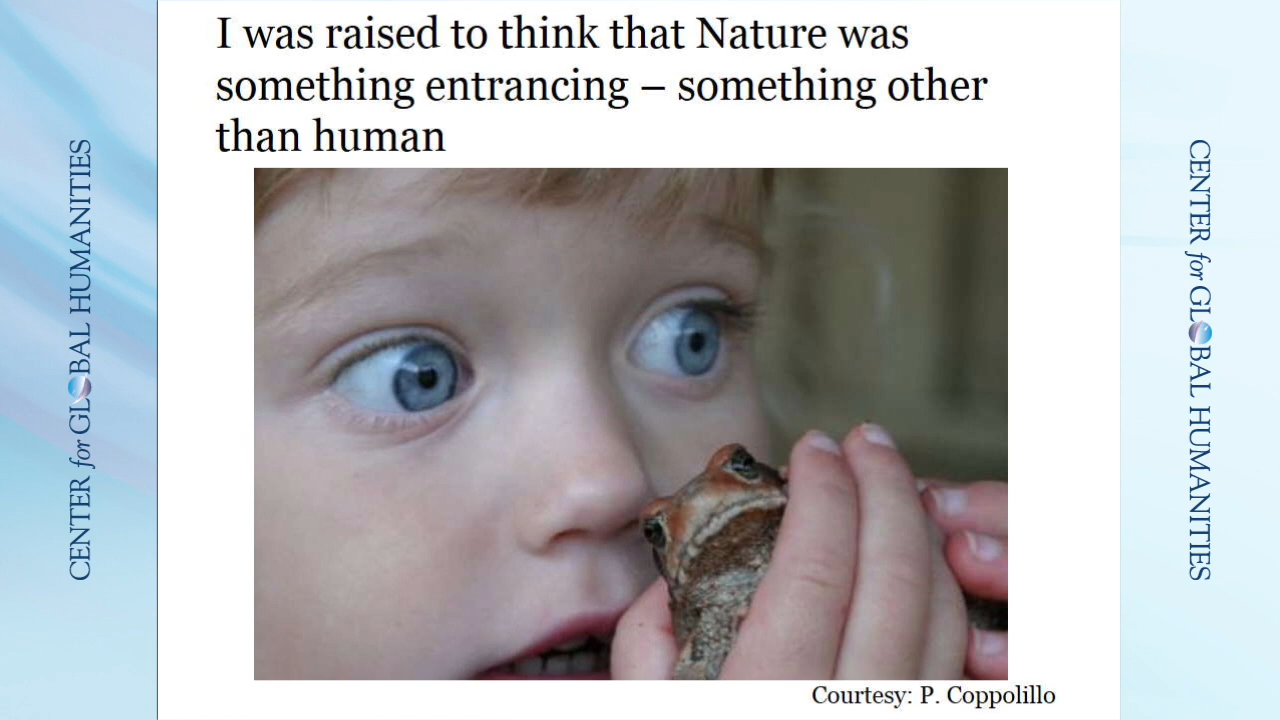 I was raised to think that Nature was
something entrancing – something other
than human
Courtesy: P. Coppolillo
CENTER for GLOBAL HUMANITIES
CENTER for GLOBAL HUMANITIES